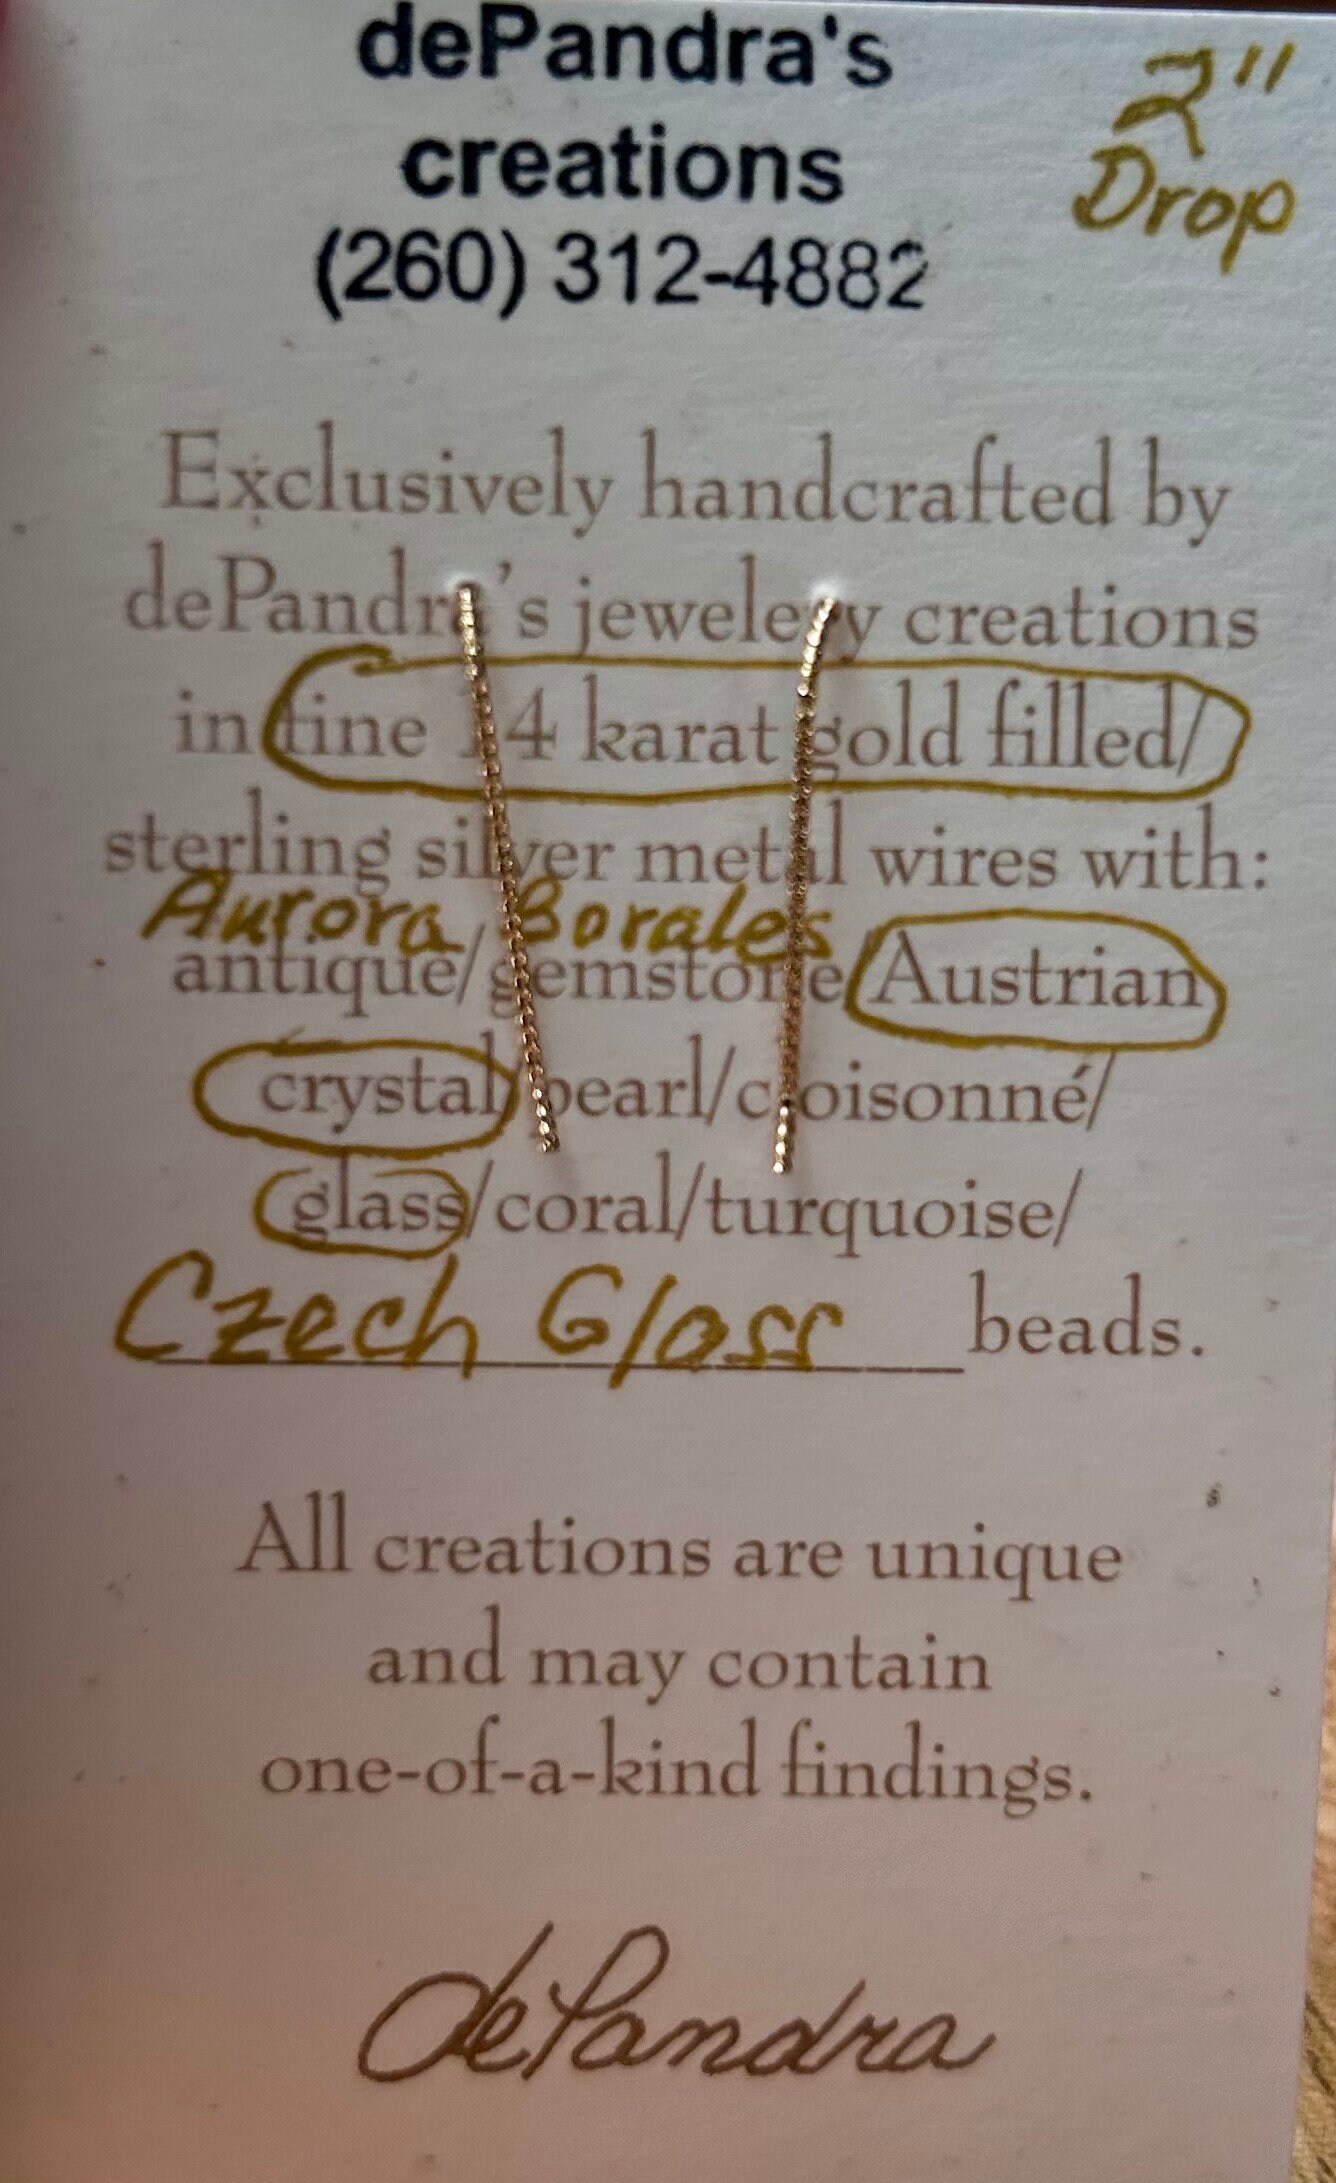 dePandra's
creations
(260) 312-4882
2"
Drop
Exclusively handcrafted by
dePandra's jewelery creations
in fine 14 karat gold filled/
sterling silver metal wires with:
Aurora Borales
antique/gemstone/Austrian
crystal/pearl/cloisonné/
glass/coral/turquoise/
Czech Glass beads.
All creations are unique
and may contain
one-of-a-kind findings.
dePandra